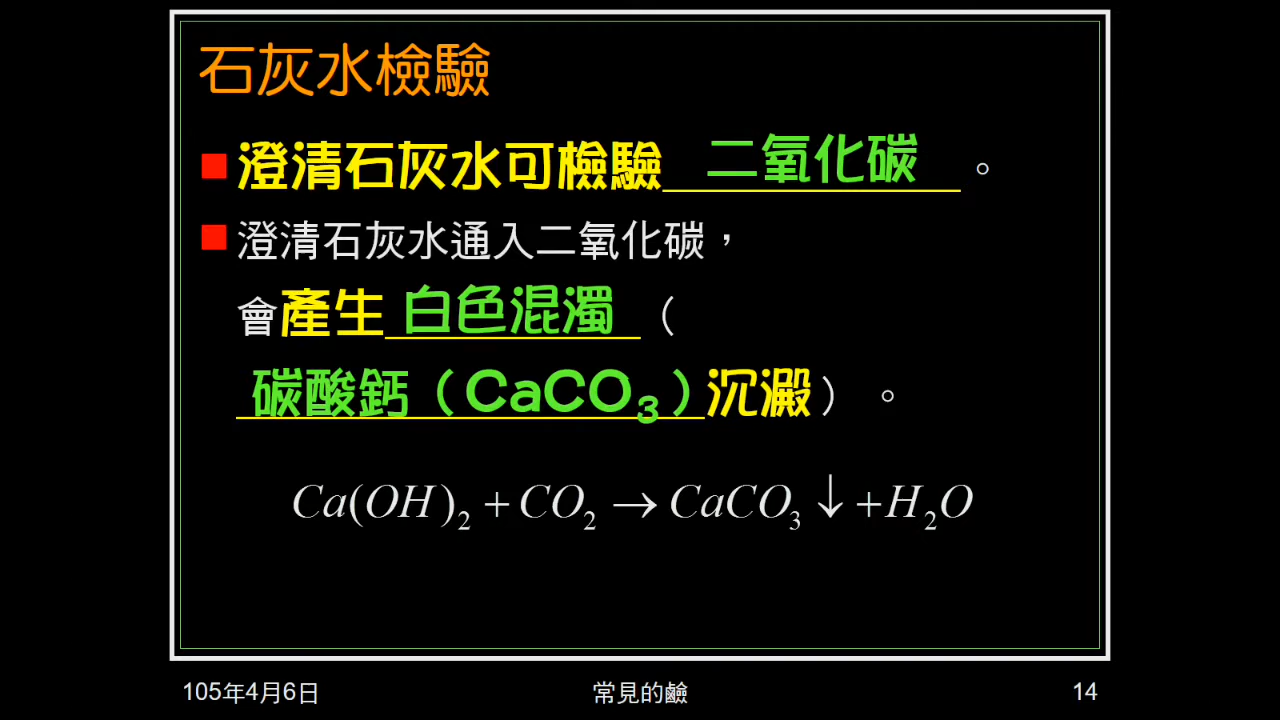 石灰水檢驗
澄清石灰水可檢驗 二氧化碳 。
澄清石灰水通入二氧化碳，
會產生 白色混濁 （
碳酸鈣（CaCO₃）沉澱）。
Ca(OH)₂ + CO₂ → CaCO₃ ↓ + H₂O
105年4月6日
常見的鹼
14